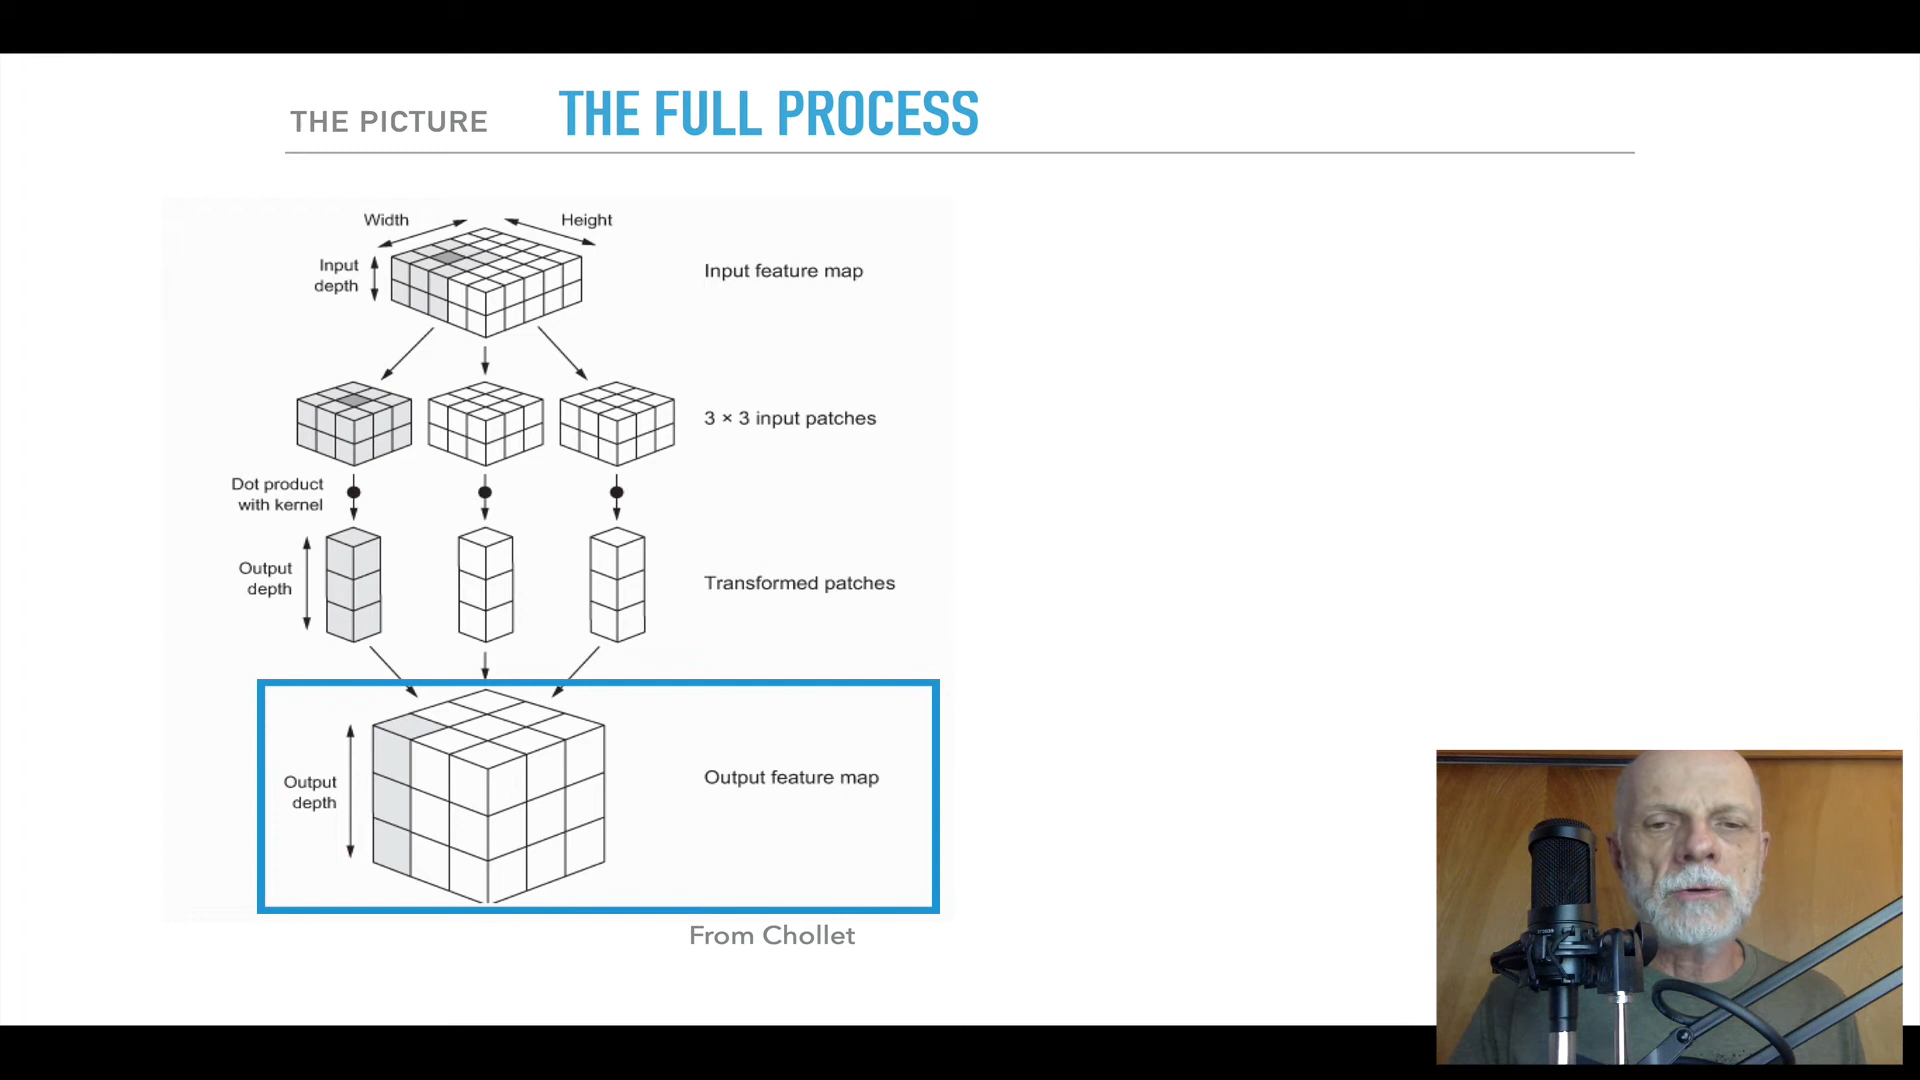 THE PICTURE THE FULL PROCESS
Width
Height
Input
depth
Input feature map
3 × 3 input patches
Dot product
with kernel
Output
depth
Transformed patches
Output
depth
Output feature map
From Chollet